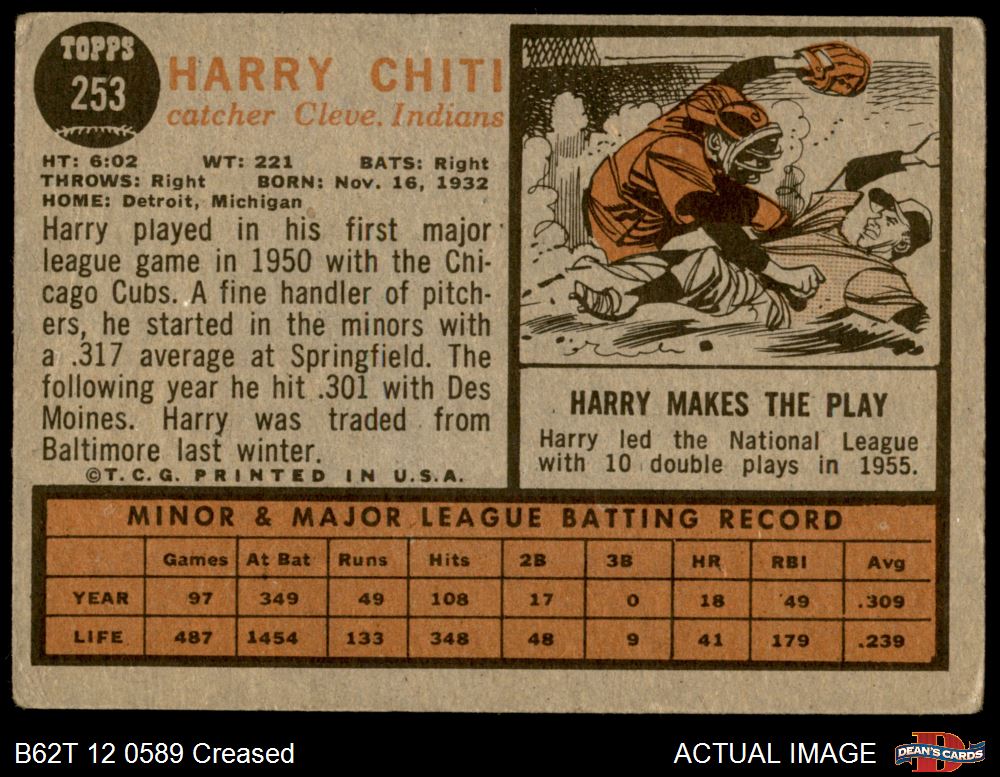 TOPPS
253
HARRY CHITI
catcher Cleve. Indians
HT: 6:02 WT: 221 BATS: Right
THROWS: Right BORN: Nov. 16, 1932
HOME: Detroit, Michigan
Harry played in his first major
league game in 1950 with the Chi-
cago Cubs. A fine handler of pitch-
ers, he started in the minors with
a .317 average at Springfield. The
following year he hit .301 with Des
Moines. Harry was traded from
Baltimore last winter.
©T.C.G. PRINTED IN U.S.A.
HARRY MAKES THE PLAY
Harry led the National League
with 10 double plays in 1955.
MINOR & MAJOR LEAGUE BATTING RECORD
Games At Bat Runs Hits 2B 3B HR RBI Avg
YEAR 97 349 49 108 17 0 18 49 .309
LIFE 487 1454 133 348 48 9 41 179 .239
B62T 12 0589 Creased
ACTUAL IMAGE
DEAN'S CARDS